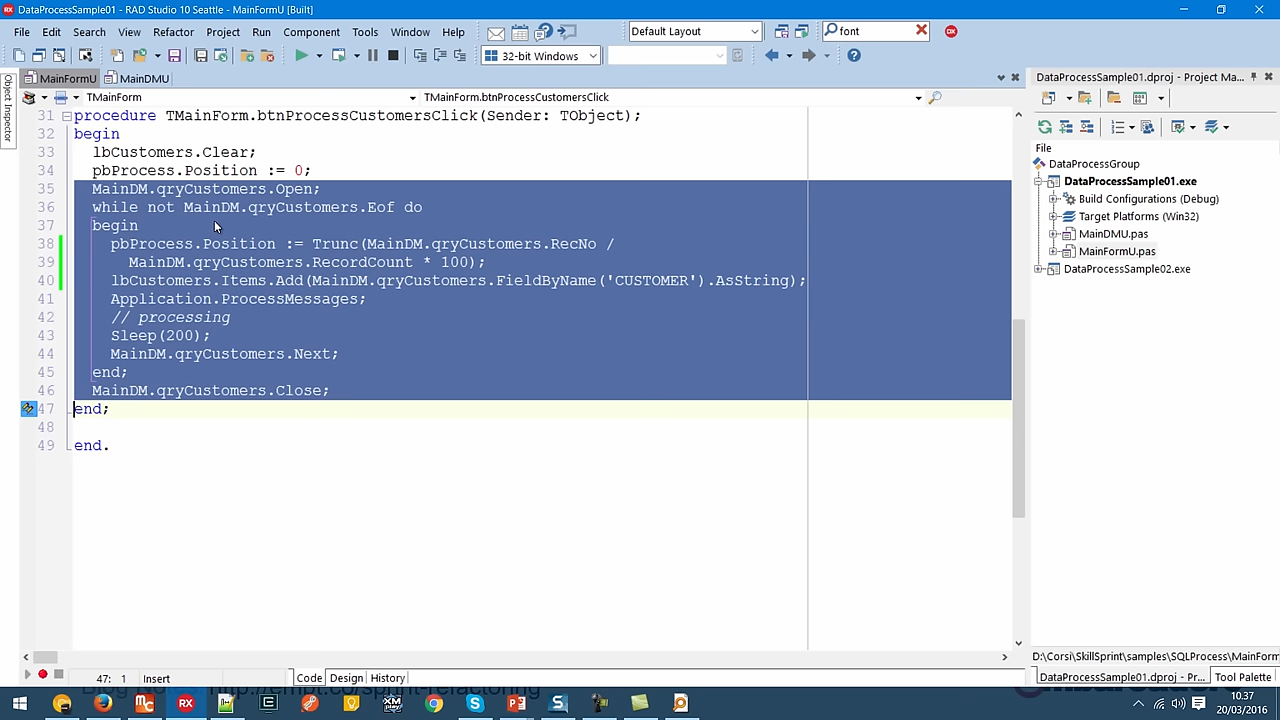 DataProcessSample01 - RAD Studio 10 Seattle - MainFormU [Built]
File Edit Search View Refactor Project Run Component Tools Window Help
Default Layout
font
32-bit Windows
MainFormU MainDMU
DataProcessSample01.dproj - Project Ma...
Object Inspector
TMainForm
TMainForm.btnProcessCustomersClick
31 procedure TMainForm.btnProcessCustomersClick(Sender: TObject);
32 begin
33 lbCustomers.Clear;
34 pbProcess.Position := 0;
35 MainDM.qryCustomers.Open;
36 while not MainDM.qryCustomers.Eof do
37 begin
38 pbProcess.Position := Trunc(MainDM.qryCustomers.RecNo /
39 MainDM.qryCustomers.RecordCount * 100);
40 lbCustomers.Items.Add(MainDM.qryCustomers.FieldByName('CUSTOMER').AsString);
41 Application.ProcessMessages;
42 // processing
43 Sleep(200);
44 MainDM.qryCustomers.Next;
45 end;
46 MainDM.qryCustomers.Close;
47 end;
48
49 end.
File
DataProcessGroup
DataProcessSample01.exe
Build Configurations (Debug)
Target Platforms (Win32)
MainDMU.pas
MainFormU.pas
DataProcessSample02.exe
D:\Corsi\SkillSprint\samples\SQLProcess\MainForm
47: 1 Insert
Code Design History
DataProcessSample01.dproj - Pr...
Tool Palette
10.37
20/03/2016